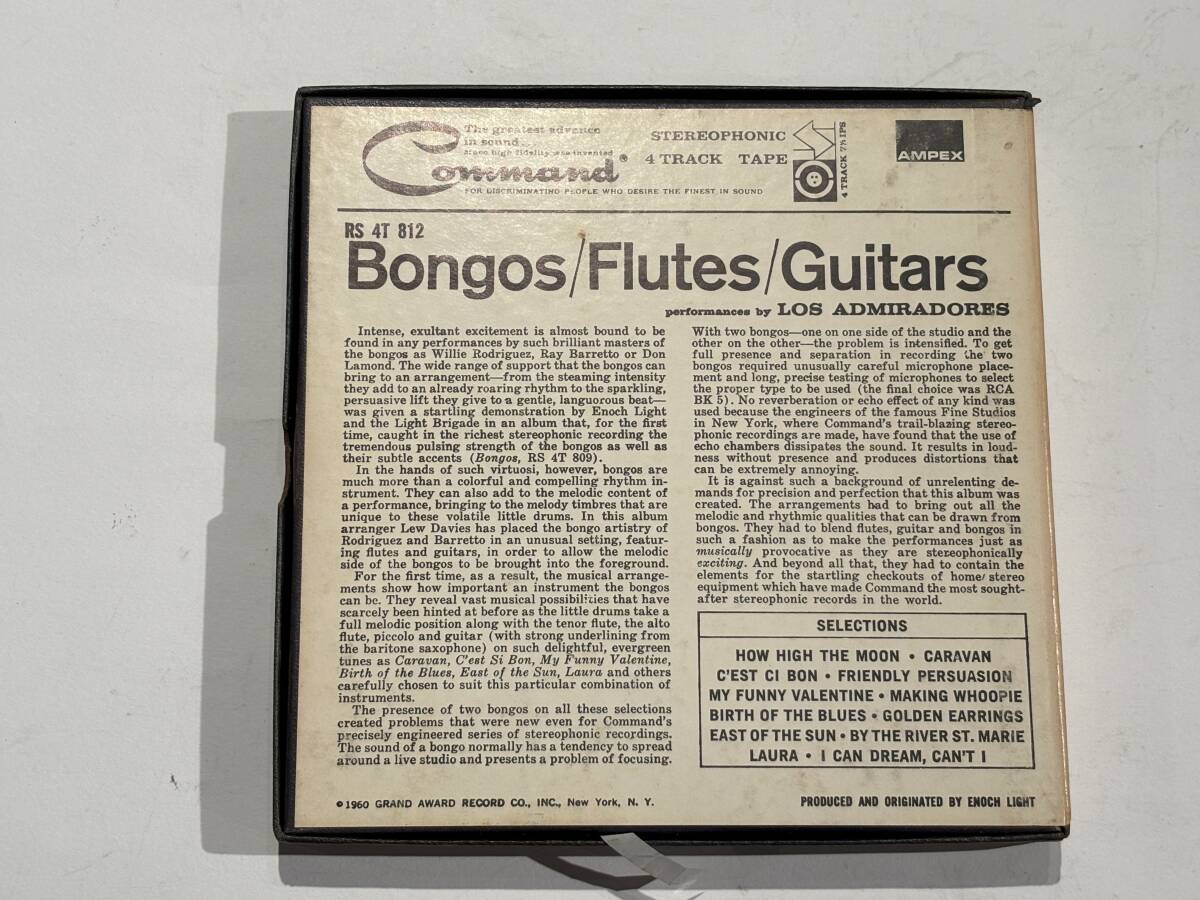 The greatest advance
in sound...
since high fidelity was invented
Command®
FOR DISCRIMINATING PEOPLE WHO DESIRE THE FINEST IN SOUND
STEREOPHONIC
4 TRACK TAPE
4 TRACK 7½ IPS
AMPEX
RS 4T 812
Bongos/Flutes/Guitars
performances by LOS ADMIRADORES
Intense, exultant excitement is almost bound to be
found in any performances by such brilliant masters of
the bongos as Willie Rodriguez, Ray Barretto or Don
Lamond. The wide range of support that the bongos can
bring to an arrangement—from the steaming intensity
they add to an already roaring rhythm to the sparkling,
persuasive lift they give to a gentle, languorous beat—
was given a startling demonstration by Enoch Light
and the Light Brigade in an album that, for the first
time, caught in the richest stereophonic recording the
tremendous pulsing strength of the bongos as well as
their subtle accents (Bongos, RS 4T 809).
In the hands of such virtuosi, however, bongos are
much more than a colorful and compelling rhythm in-
strument. They can also add to the melodic content of
a performance, bringing to the melody timbres that are
unique to these volatile little drums. In this album
arranger Lew Davies has placed the bongo artistry of
Rodriguez and Barretto in an unusual setting, featur-
ing flutes and guitars, in order to allow the melodic
side of the bongos to be brought into the foreground.
For the first time, as a result, the musical arrange-
ments show how important an instrument the bongos
can be. They reveal vast musical possibilities that have
scarcely been hinted at before as the little drums take a
full melodic position along with the tenor flute, the alto
flute, piccolo and guitar (with strong underlining from
the baritone saxophone) on such delightful, evergreen
tunes as Caravan, C'est Si Bon, My Funny Valentine,
Birth of the Blues, East of the Sun, Laura and others
carefully chosen to suit this particular combination of
instruments.
The presence of two bongos on all these selections
created problems that were new even for Command's
precisely engineered series of stereophonic recordings.
The sound of a bongo normally has a tendency to spread
around a live studio and presents a problem of focusing.
With two bongos—one on one side of the studio and the
other on the other—the problem is intensified. To get
full presence and separation in recording the two
bongos required unusually careful microphone place-
ment and long, precise testing of microphones to select
the proper type to be used (the final choice was RCA
BK 5). No reverberation or echo effect of any kind was
used because the engineers of the famous Fine Studios
in New York, where Command's trail-blazing stereo-
phonic recordings are made, have found that the use of
echo chambers dissipates the sound. It results in loud-
ness without presence and produces distortions that
can be extremely annoying.
It is against such a background of unrelenting de-
mands for precision and perfection that this album was
created. The arrangements had to bring out all the
melodic and rhythmic qualities that can be drawn from
bongos. They had to blend flutes, guitar and bongos in
such a fashion as to make the performances just as
musically provocative as they are stereophonically
exciting. And beyond all that, they had to contain the
elements for the startling checkouts of home stereo
equipment which have made Command the most sought-
after stereophonic records in the world.
SELECTIONS
HOW HIGH THE MOON • CARAVAN
C'EST CI BON • FRIENDLY PERSUASION
MY FUNNY VALENTINE • MAKING WHOOPIE
BIRTH OF THE BLUES • GOLDEN EARRINGS
EAST OF THE SUN • BY THE RIVER ST. MARIE
LAURA • I CAN DREAM, CAN'T I
©1960 GRAND AWARD RECORD CO., INC., New York, N. Y.
PRODUCED AND ORIGINATED BY ENOCH LIGHT